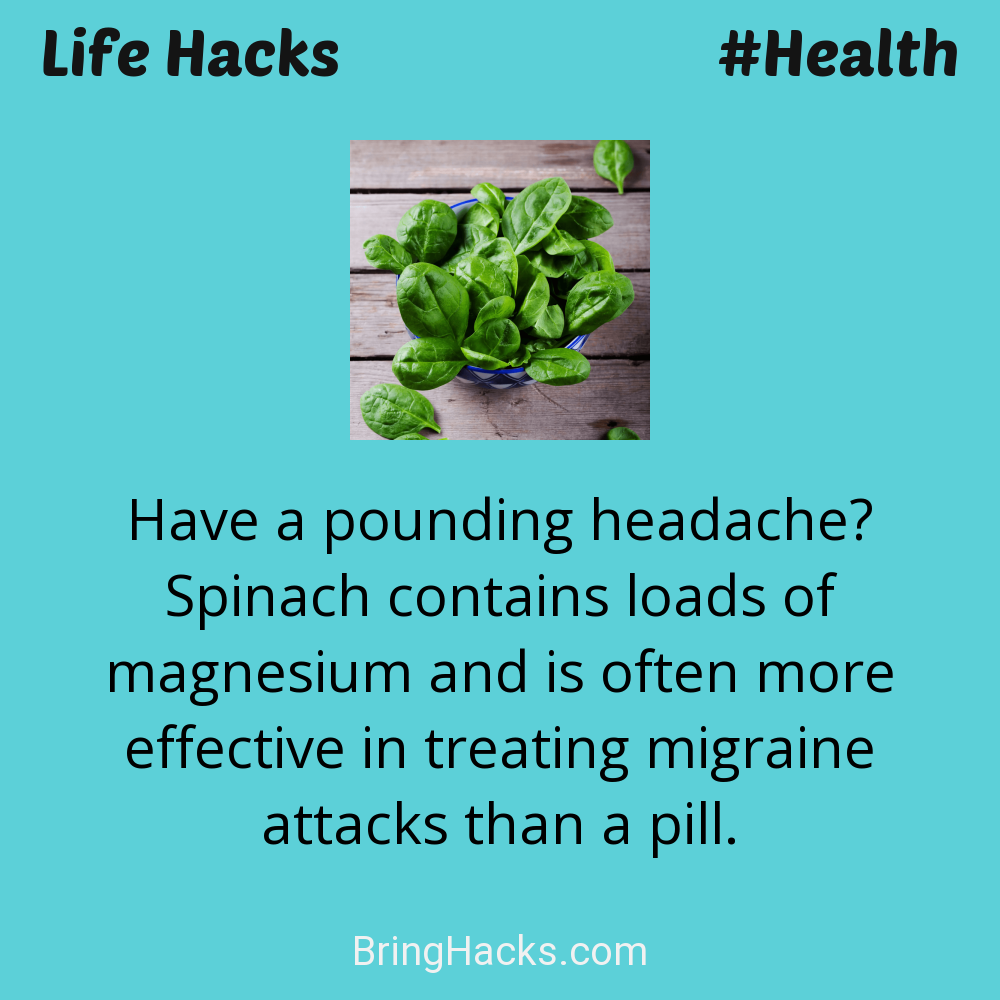 Life Hacks #Health
Have a pounding headache?
Spinach contains loads of
magnesium and is often more
effective in treating migraine
attacks than a pill.
BringHacks.com